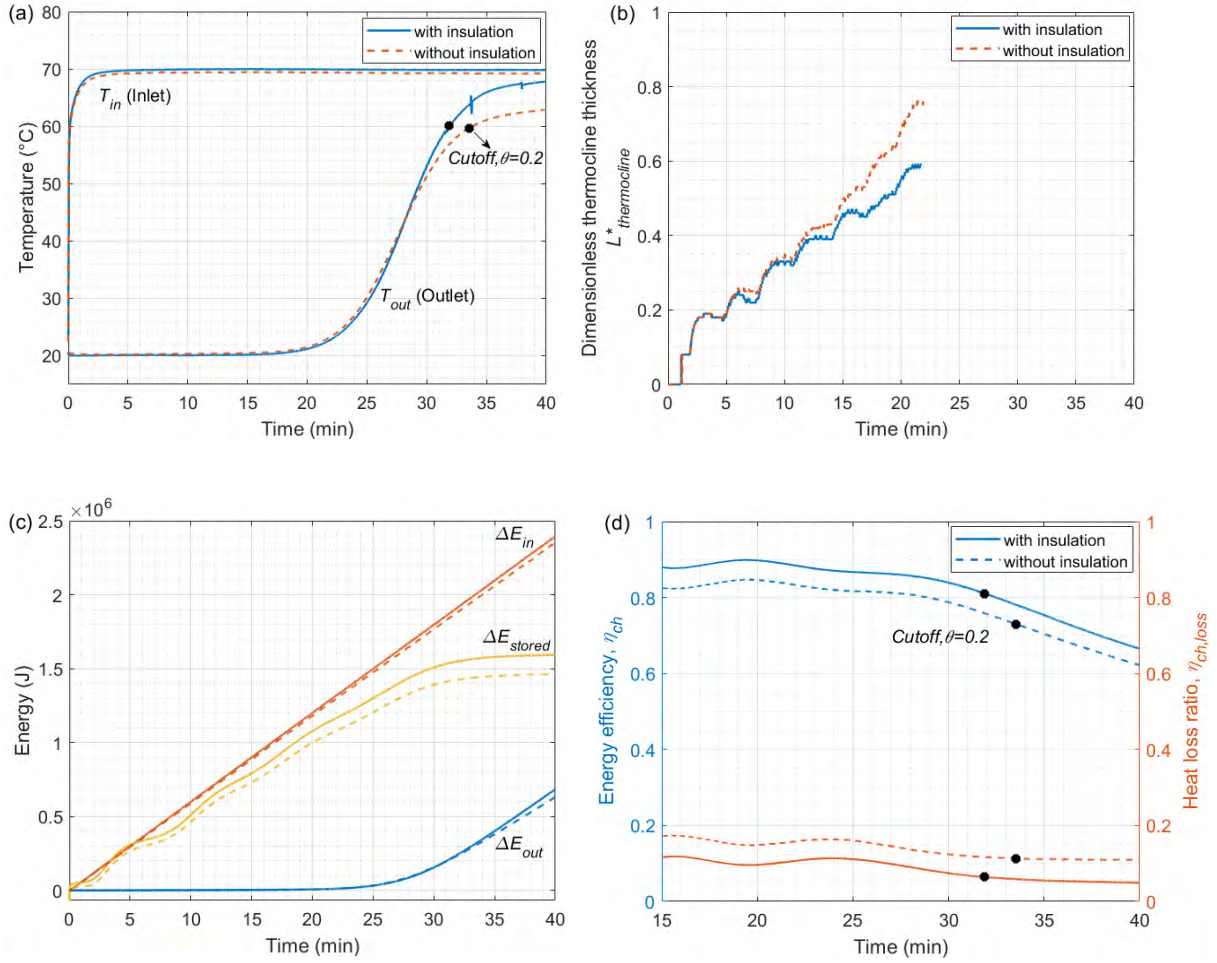 (a)
80
70
60
50
40
30
20
Temperature (°C)
with insulation
without insulation
T_in (Inlet)
Cutoff,θ=0.2
T_out (Outlet)
0 5 10 15 20 25 30 35 40
Time (min)
(b)
1
0.8
0.6
0.4
0.2
0
Dimensionless thermocline thickness
L*_thermocline
with insulation
without insulation
0 5 10 15 20 25 30 35 40
Time (min)
(c)
×10^6
2.5
2
1.5
1
0.5
0
Energy (J)
ΔE_in
ΔE_stored
ΔE_out
0 5 10 15 20 25 30 35 40
Time (min)
(d)
1
0.8
0.6
0.4
0.2
0
Energy efficiency, η_ch
with insulation
without insulation
Cutoff,θ=0.2
1
0.8
0.6
0.4
0.2
0
Heat loss ratio, η_ch,loss
15 20 25 30 35 40
Time (min)